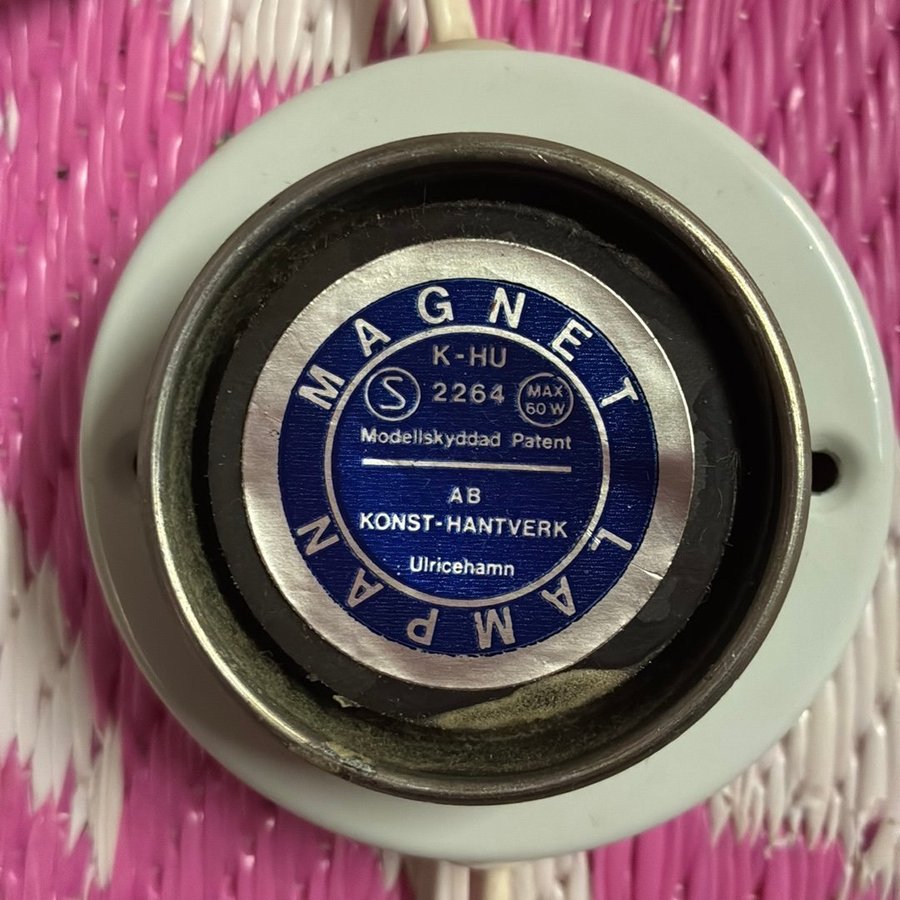 MAGNET LAMPAN
K-HU
S 2264 MAX 60 W
Modellskyddad Patent
AB
KONST-HANTVERK
Ulricehamn